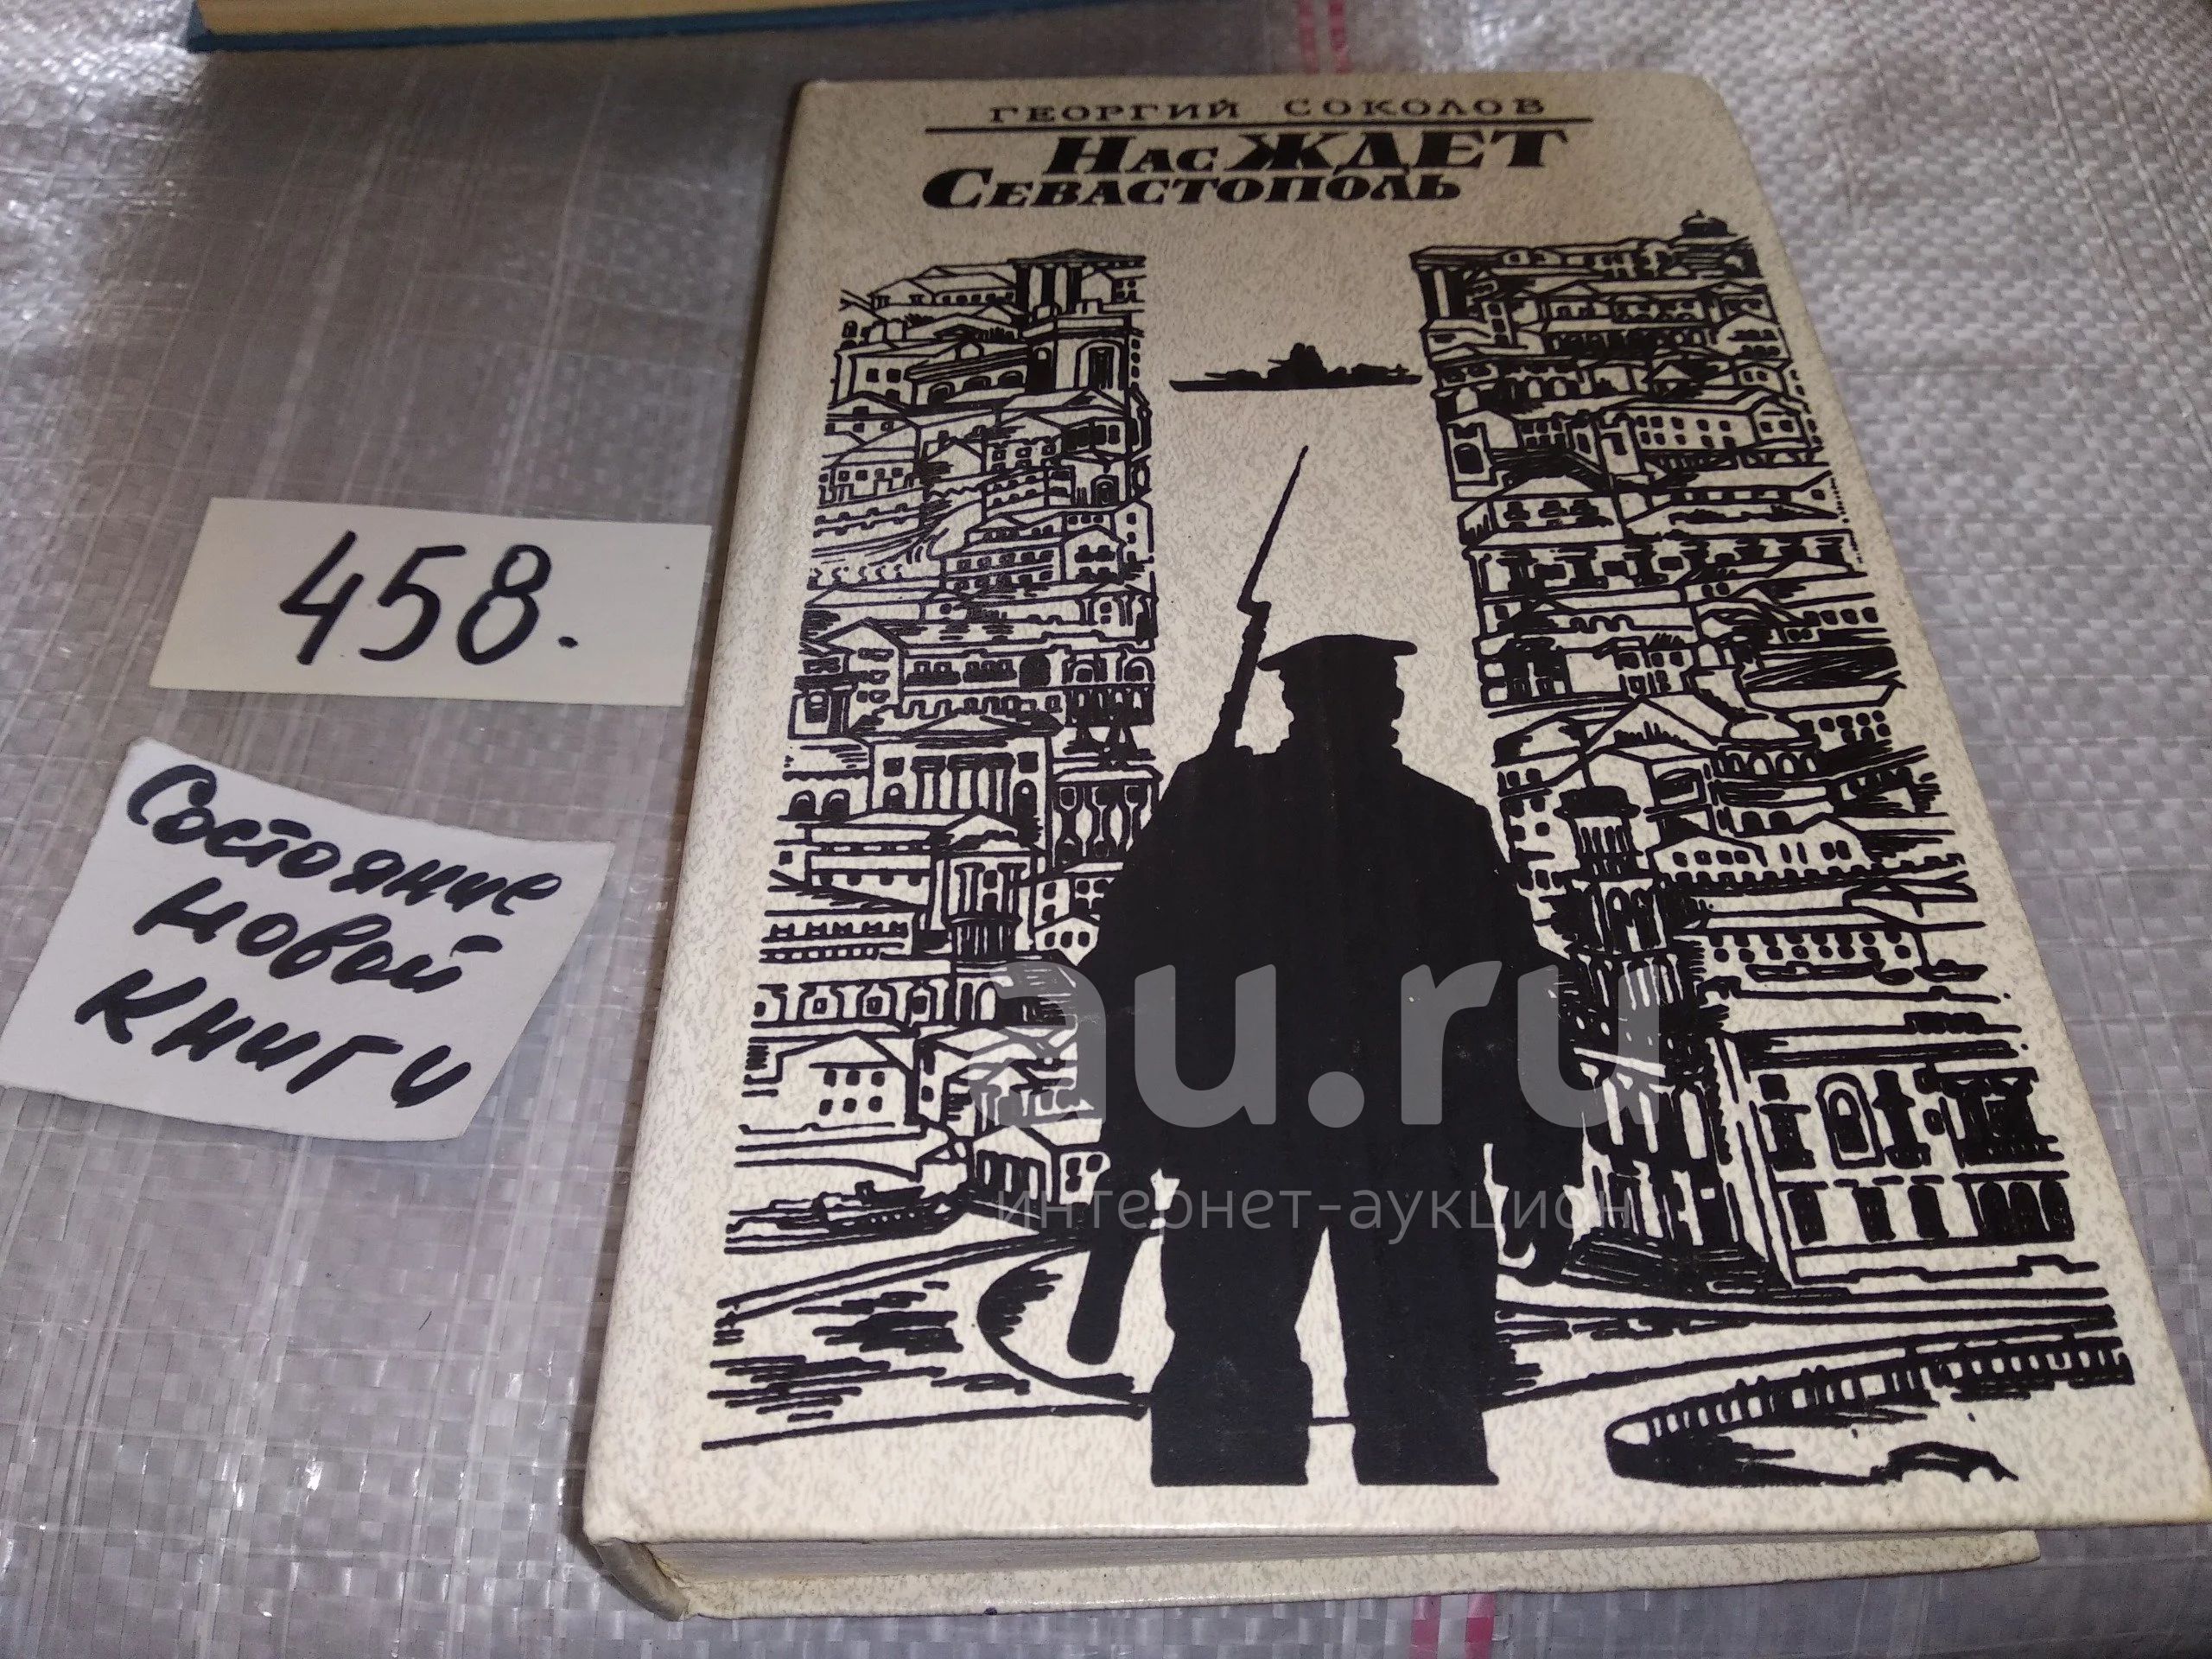 ГЕОРГИЙ СОКОЛОВ
НАС ЖДЕТ
СЕВАСТОПОЛЬ
458.
Состояние
новой
книги
au.ru
интернет-аукцион